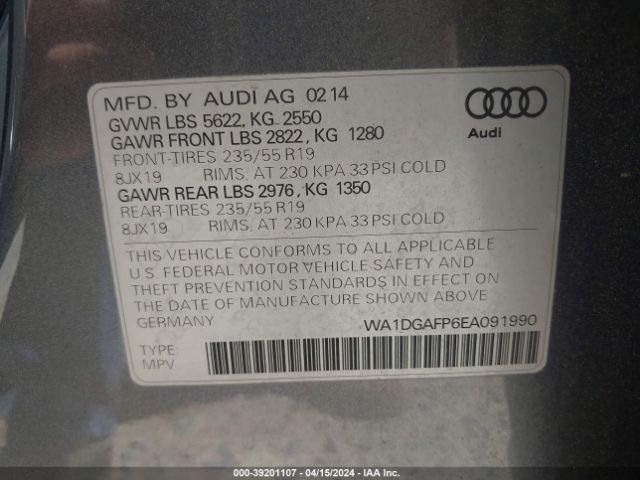 MFD. BY AUDI AG 02 14
GVWR LBS 5622, KG. 2550
GAWR FRONT LBS 2822, KG 1280
FRONT-TIRES 235/55 R19
8JX19 RIMS, AT 230 KPA 33 PSI COLD
GAWR REAR LBS 2976, KG 1350
REAR-TIRES 235/55 R19
8JX19 RIMS, AT 230 KPA 33 PSI COLD
Audi
THIS VEHICLE CONFORMS TO ALL APPLICABLE
U.S. FEDERAL MOTOR VEHICLE SAFETY AND
THEFT PREVENTION STANDARDS IN EFFECT ON
THE DATE OF MANUFACTURE SHOWN ABOVE
GERMANY WA1DGAFP6EA091990
TYPE:
MPV
000-39201107 - 04/15/2024 - IAA Inc.